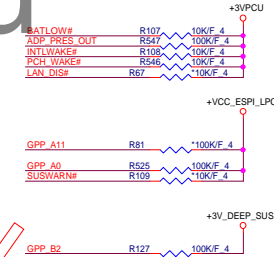 +3VPCU
BATLOW# R107 10K/F_4
ADP_PRES_OUT R547 100K/F_4
INTLWAKE# R108 10K/F_4
PCH_WAKE# R546 10K/F_4
LAN_DIS# R67 *10K/F_4
+VCC_ESPI_LPC
GPP_A11 R81 *100K/F_4
GPP_A0 R525 100K/F_4
SUSWARN# R109 *10K/F_4
+3V_DEEP_SUS
GPP_B2 R127 100K/F_4